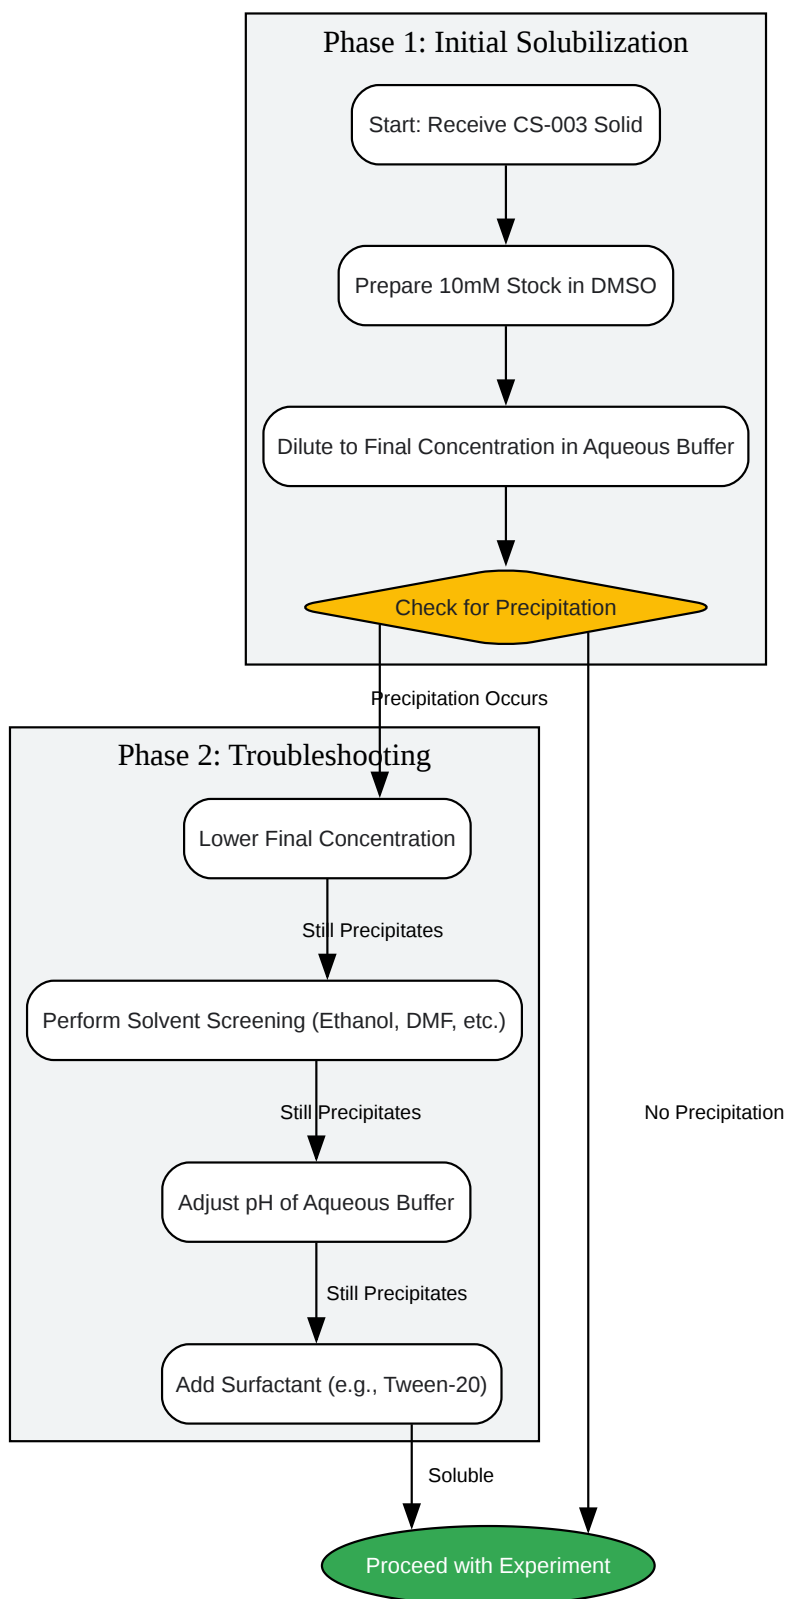 Phase 1: Initial Solubilization
Start: Receive CS-003 Solid
Prepare 10mM Stock in DMSO
Dilute to Final Concentration in Aqueous Buffer
Check for Precipitation
Precipitation Occurs
Phase 2: Troubleshooting
Lower Final Concentration
Still Precipitates
Perform Solvent Screening (Ethanol, DMF, etc.)
Still Precipitates
No Precipitation
Adjust pH of Aqueous Buffer
Still Precipitates
Add Surfactant (e.g., Tween-20)
Soluble
Proceed with Experiment